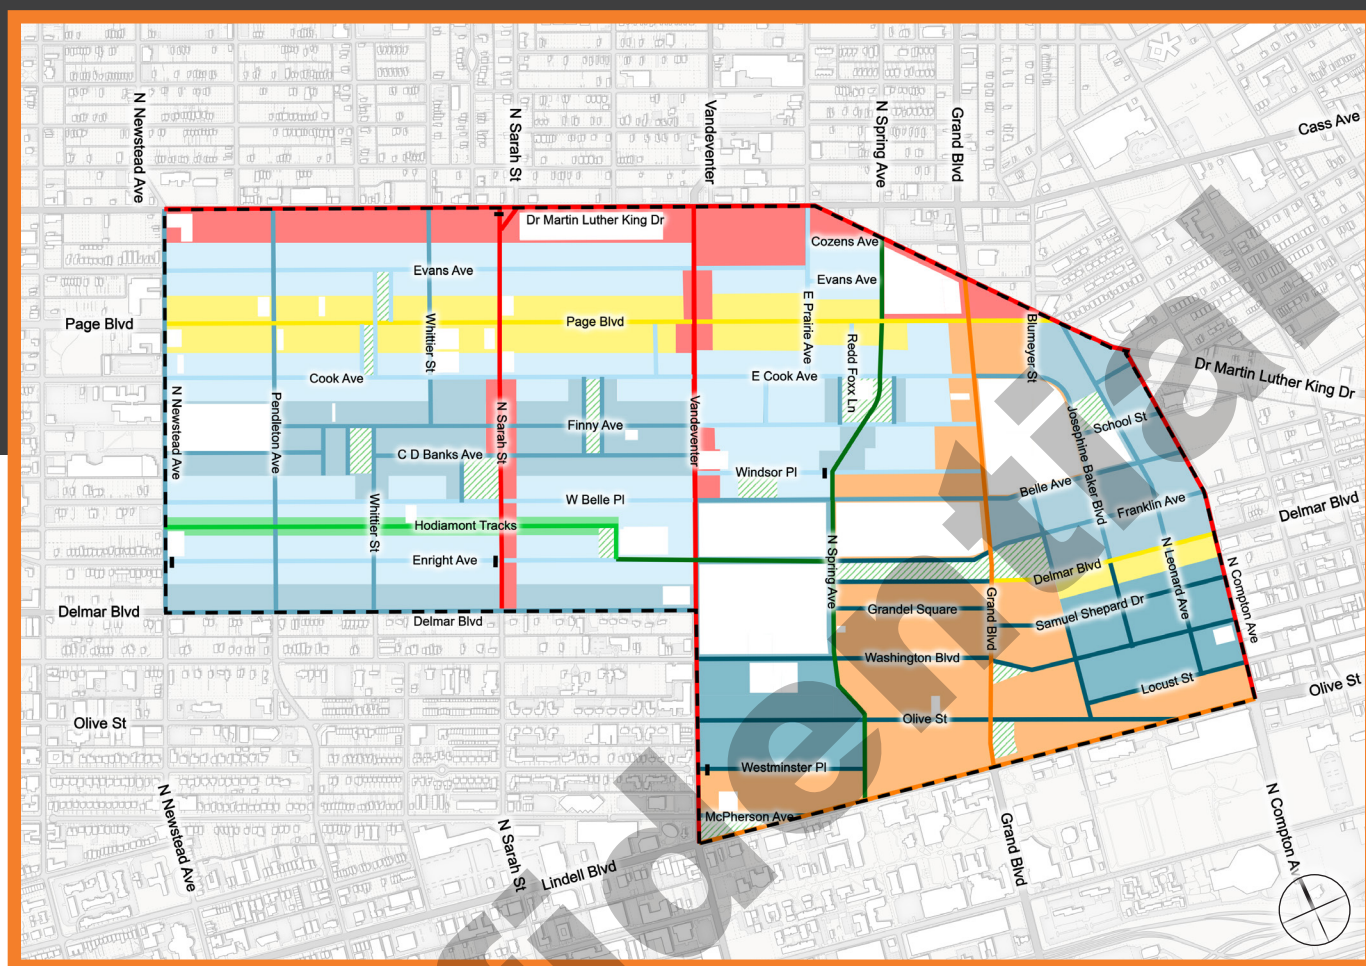 N Newstead Ave
N Sarah St
Vandeventer
N Spring Ave
Grand Blvd
Cass Ave
Dr Martin Luther King Dr
Cozens Ave
Evans Ave
Evans Ave
Page Blvd
Whittier St
Page Blvd
E Prairie Ave
Redd Foxx Ln
Blumeyer St
Dr Martin Luther King Dr
Cook Ave
E Cook Ave
N Newstead Ave
Pendleton Ave
N Sarah St
Finny Ave
Vandeventer
Josephine Baker Blvd
School St
C D Banks Ave
Windsor Pl
Belle Ave
W Belle Pl
Franklin Ave
Delmar Blvd
Whittier St
Hodiamont Tracks
Enright Ave
N Spring Ave
Delmar Blvd
N Leonard Ave
N Compton Ave
Delmar Blvd
Delmar Blvd
Grandel Square
Grand Blvd
Samuel Shepard Dr
Washington Blvd
Locust St
Olive St
Olive St
Olive St
Westminster Pl
McPherson Ave
N Newstead Ave
N Sarah St
Lindell Blvd
Grand Blvd
N Compton Av
fidential